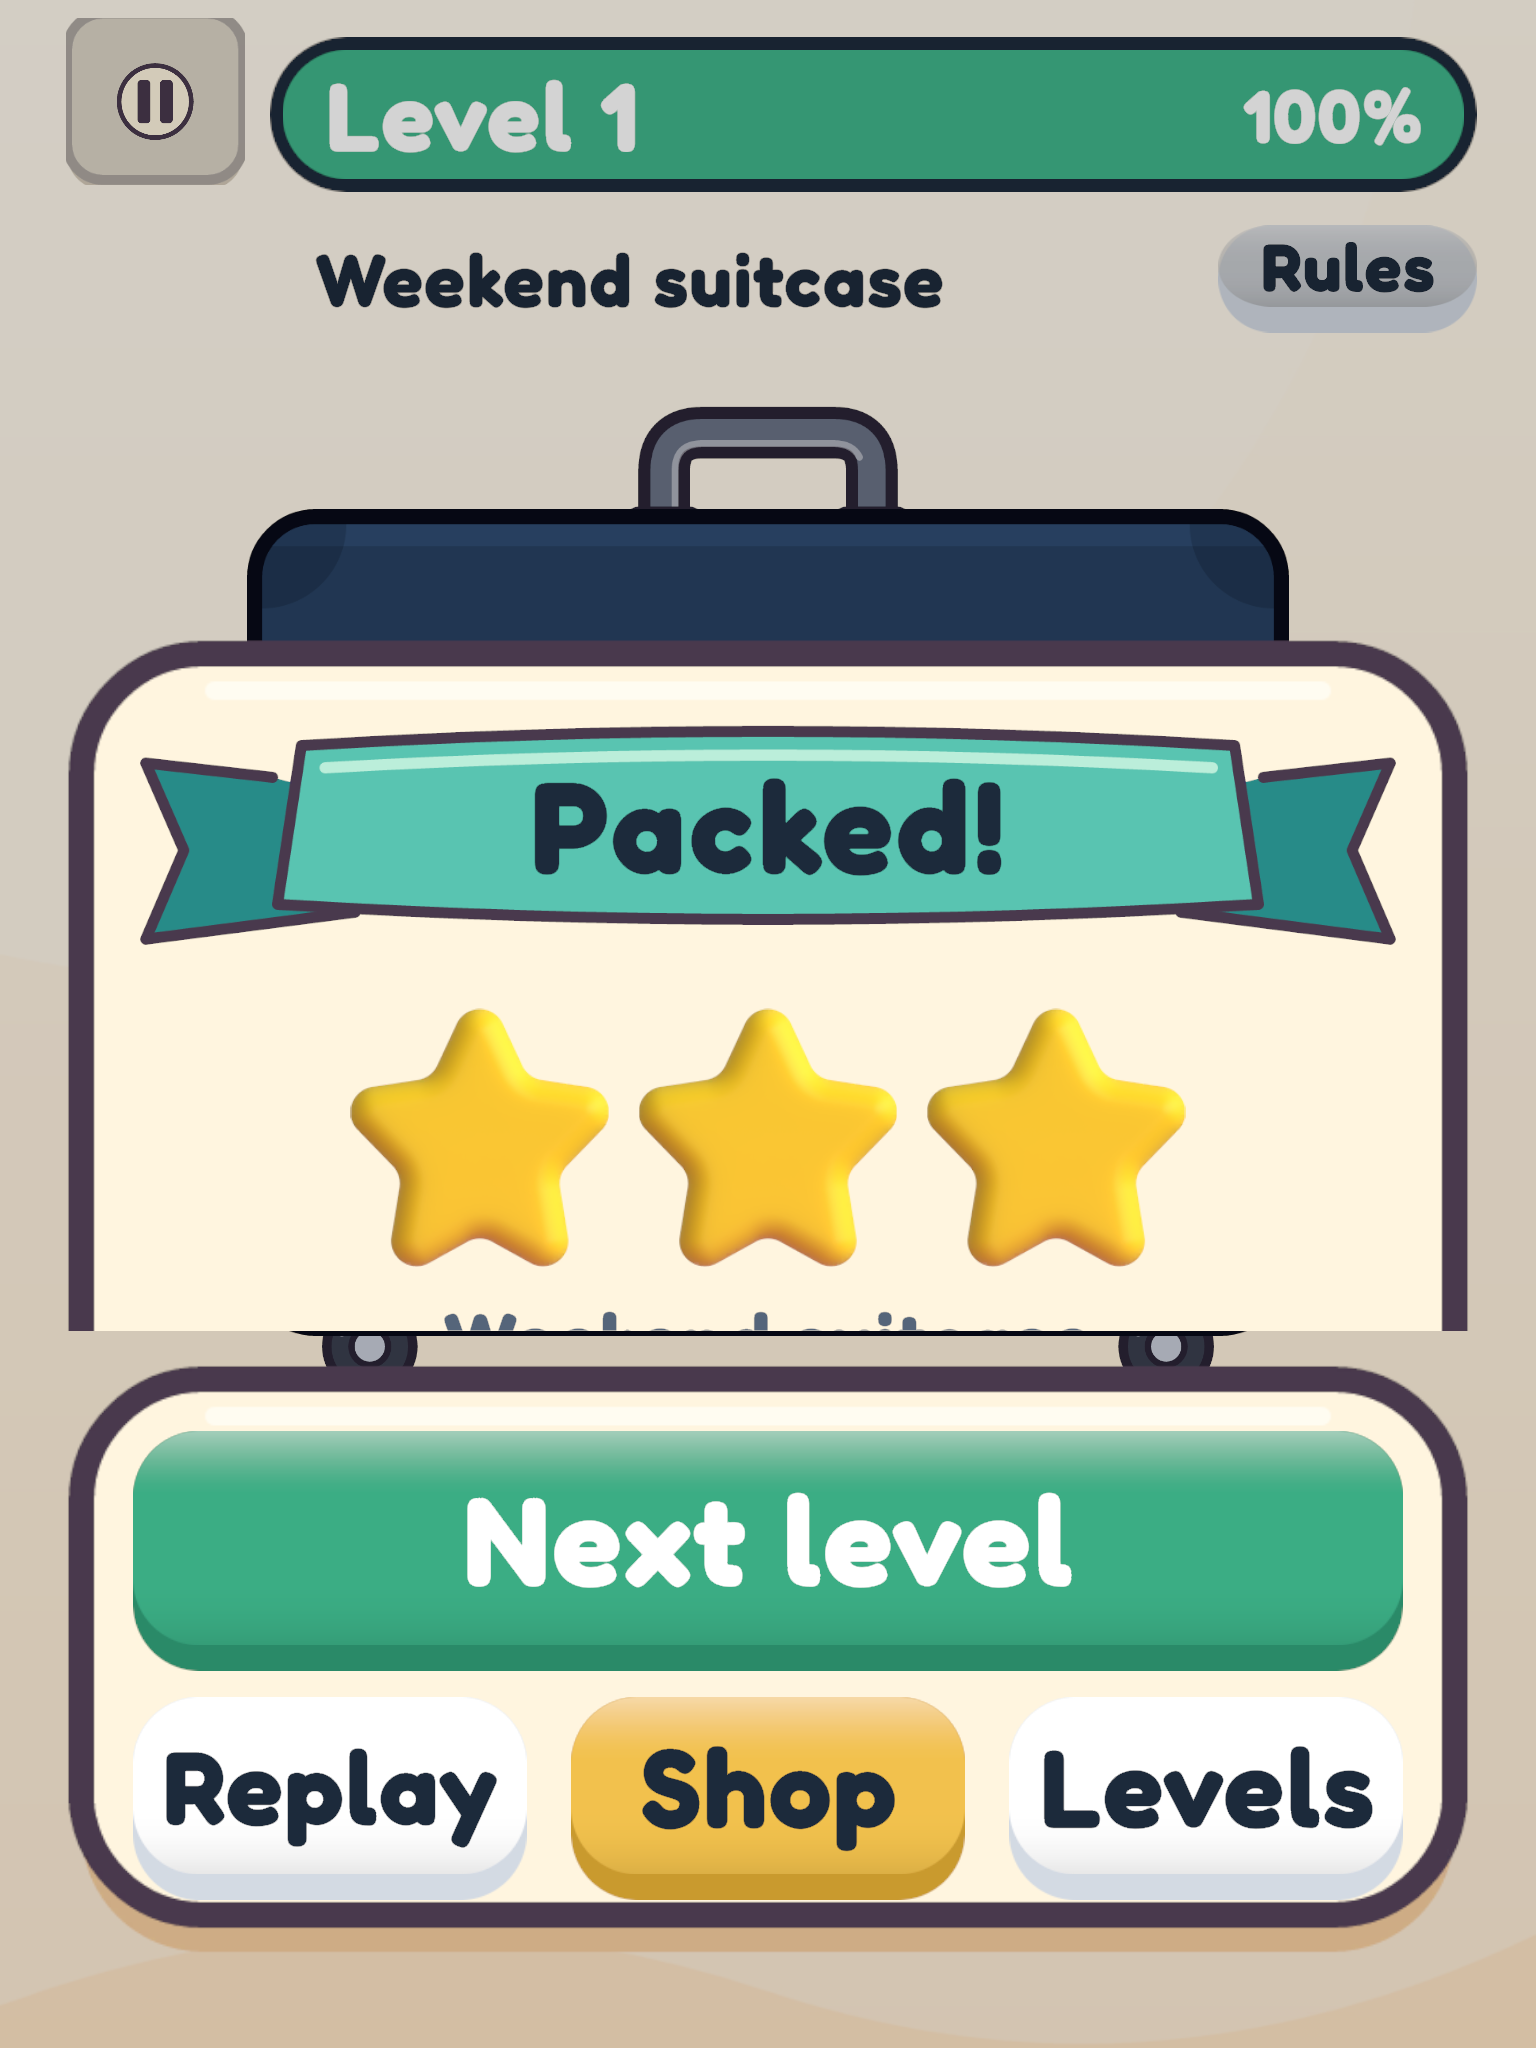 Level 1 100%
Weekend suitcase
Rules
Packed!
Next level
Replay Shop Levels